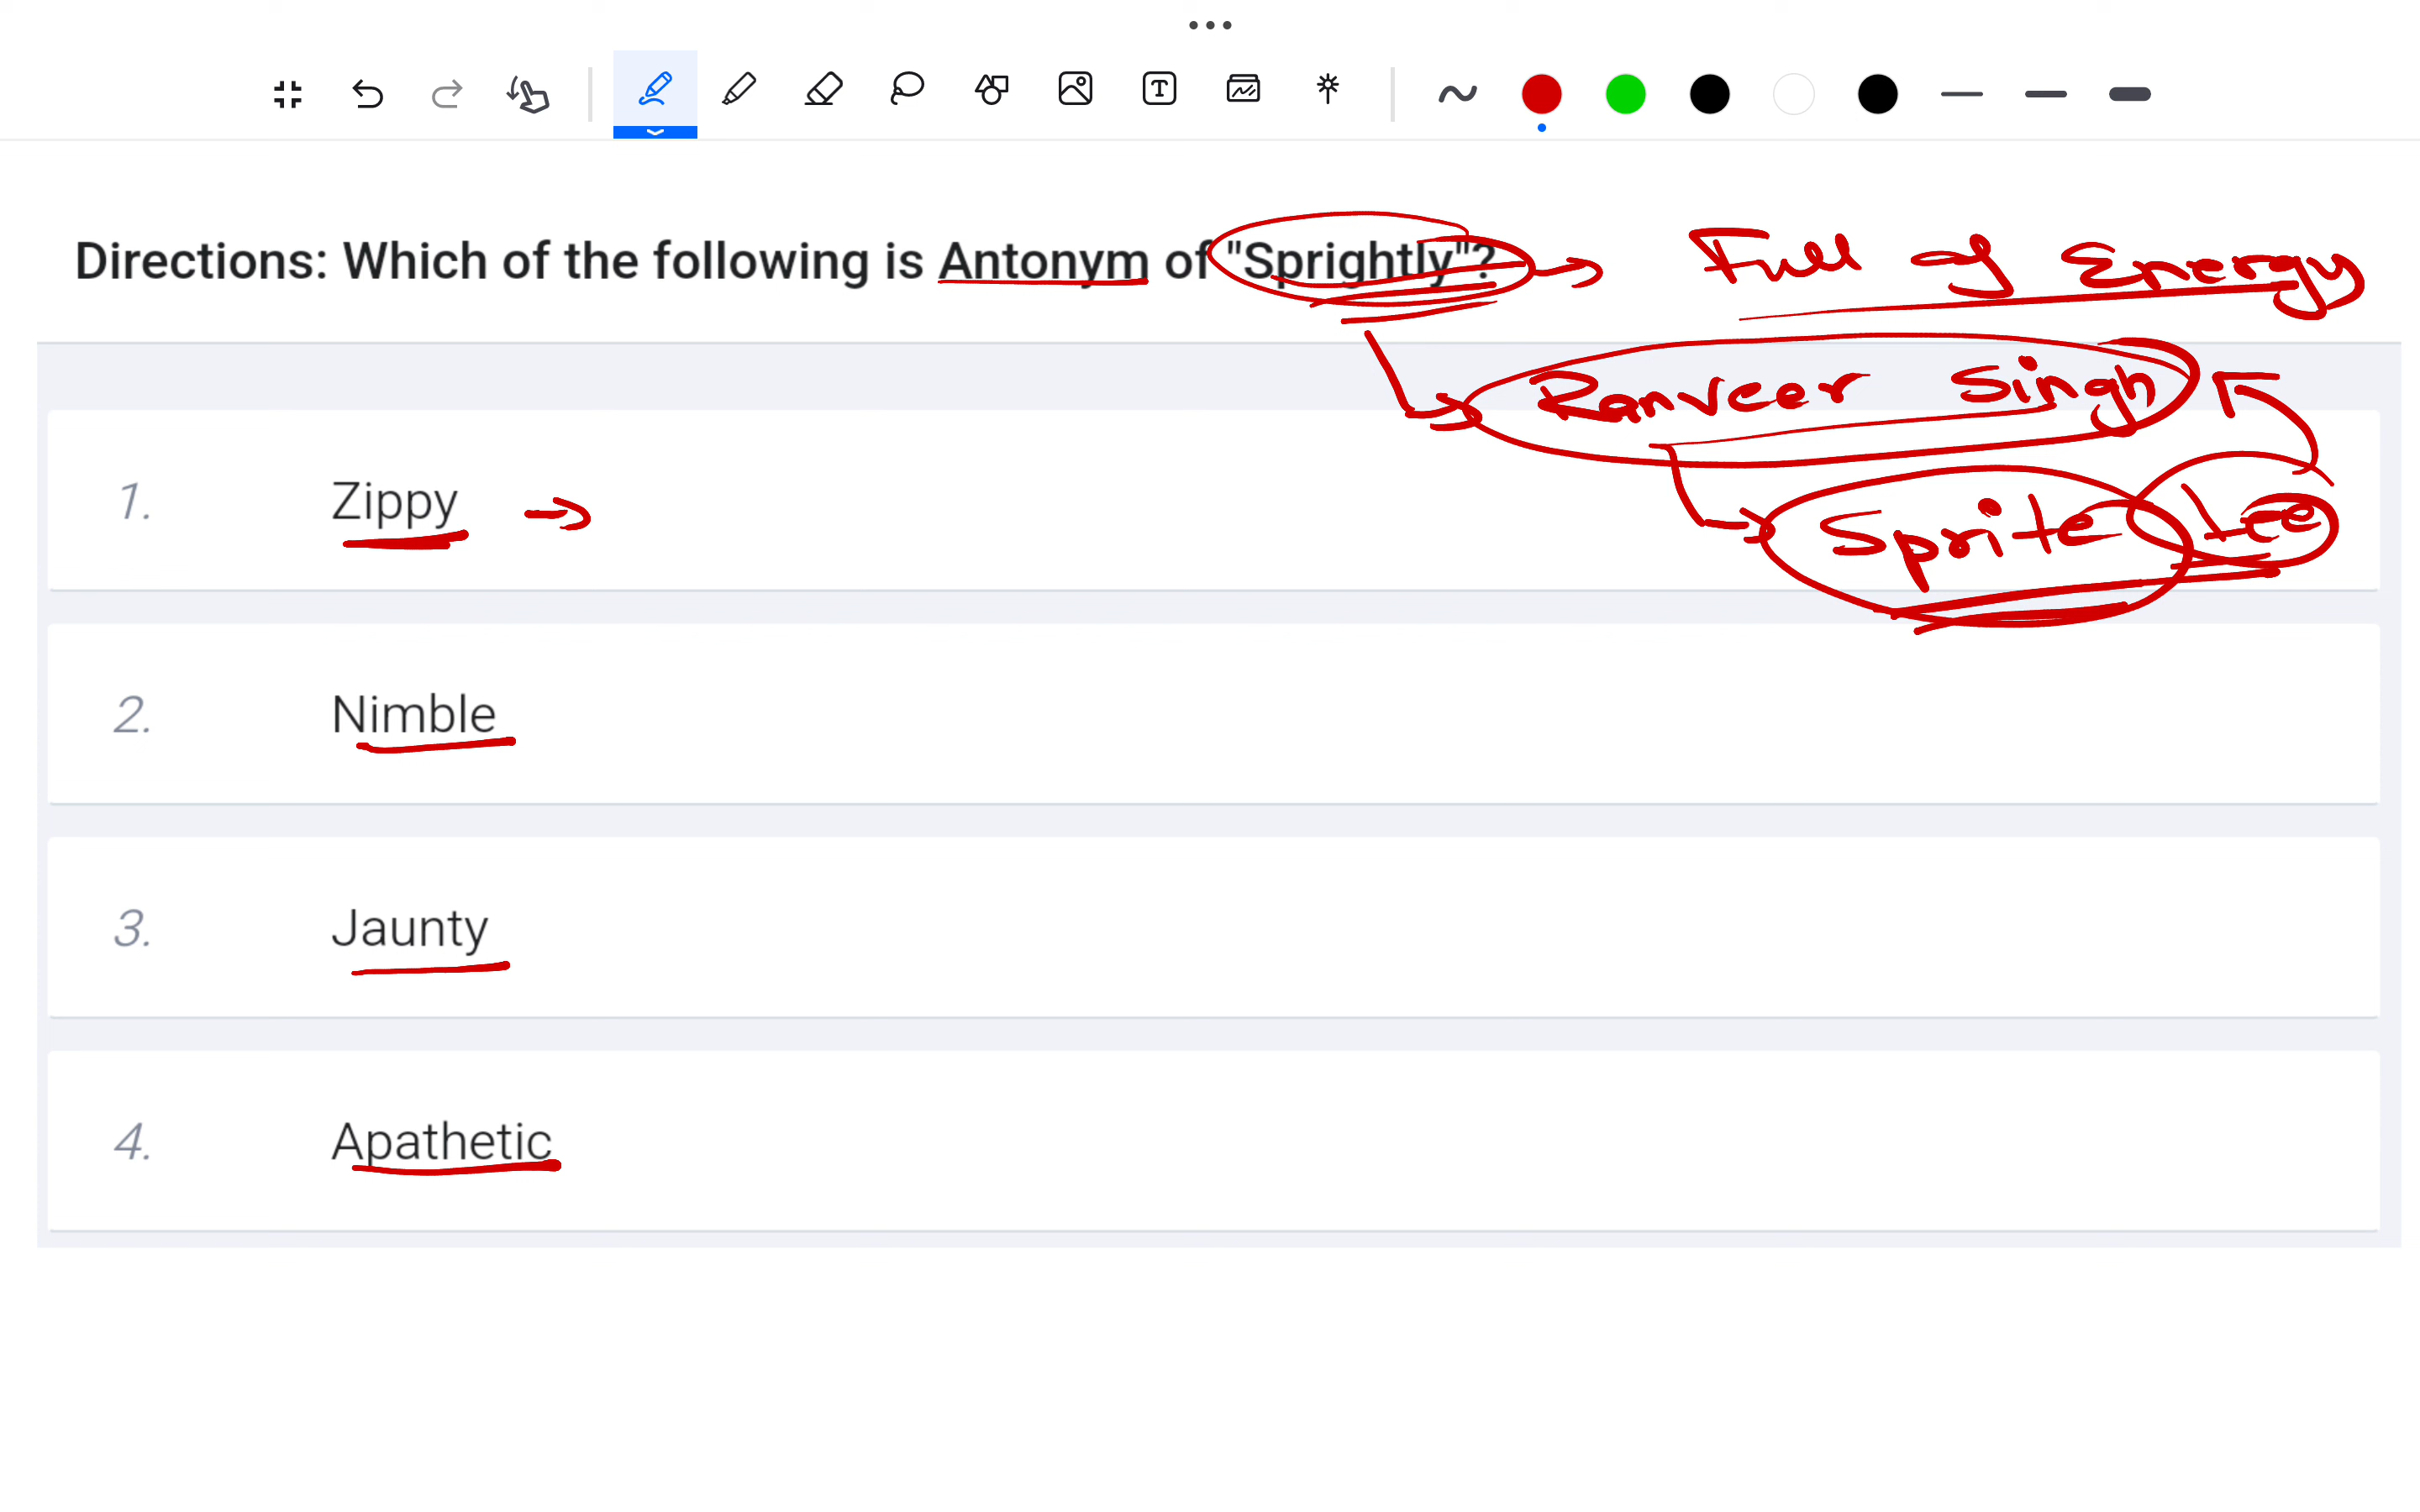 Directions: Which of the following is Antonym of "Sprightly"?
Full of Energy
Ranveer Singh
Sprite
1. Zippy
2. Nimble
3. Jaunty
4. Apathetic